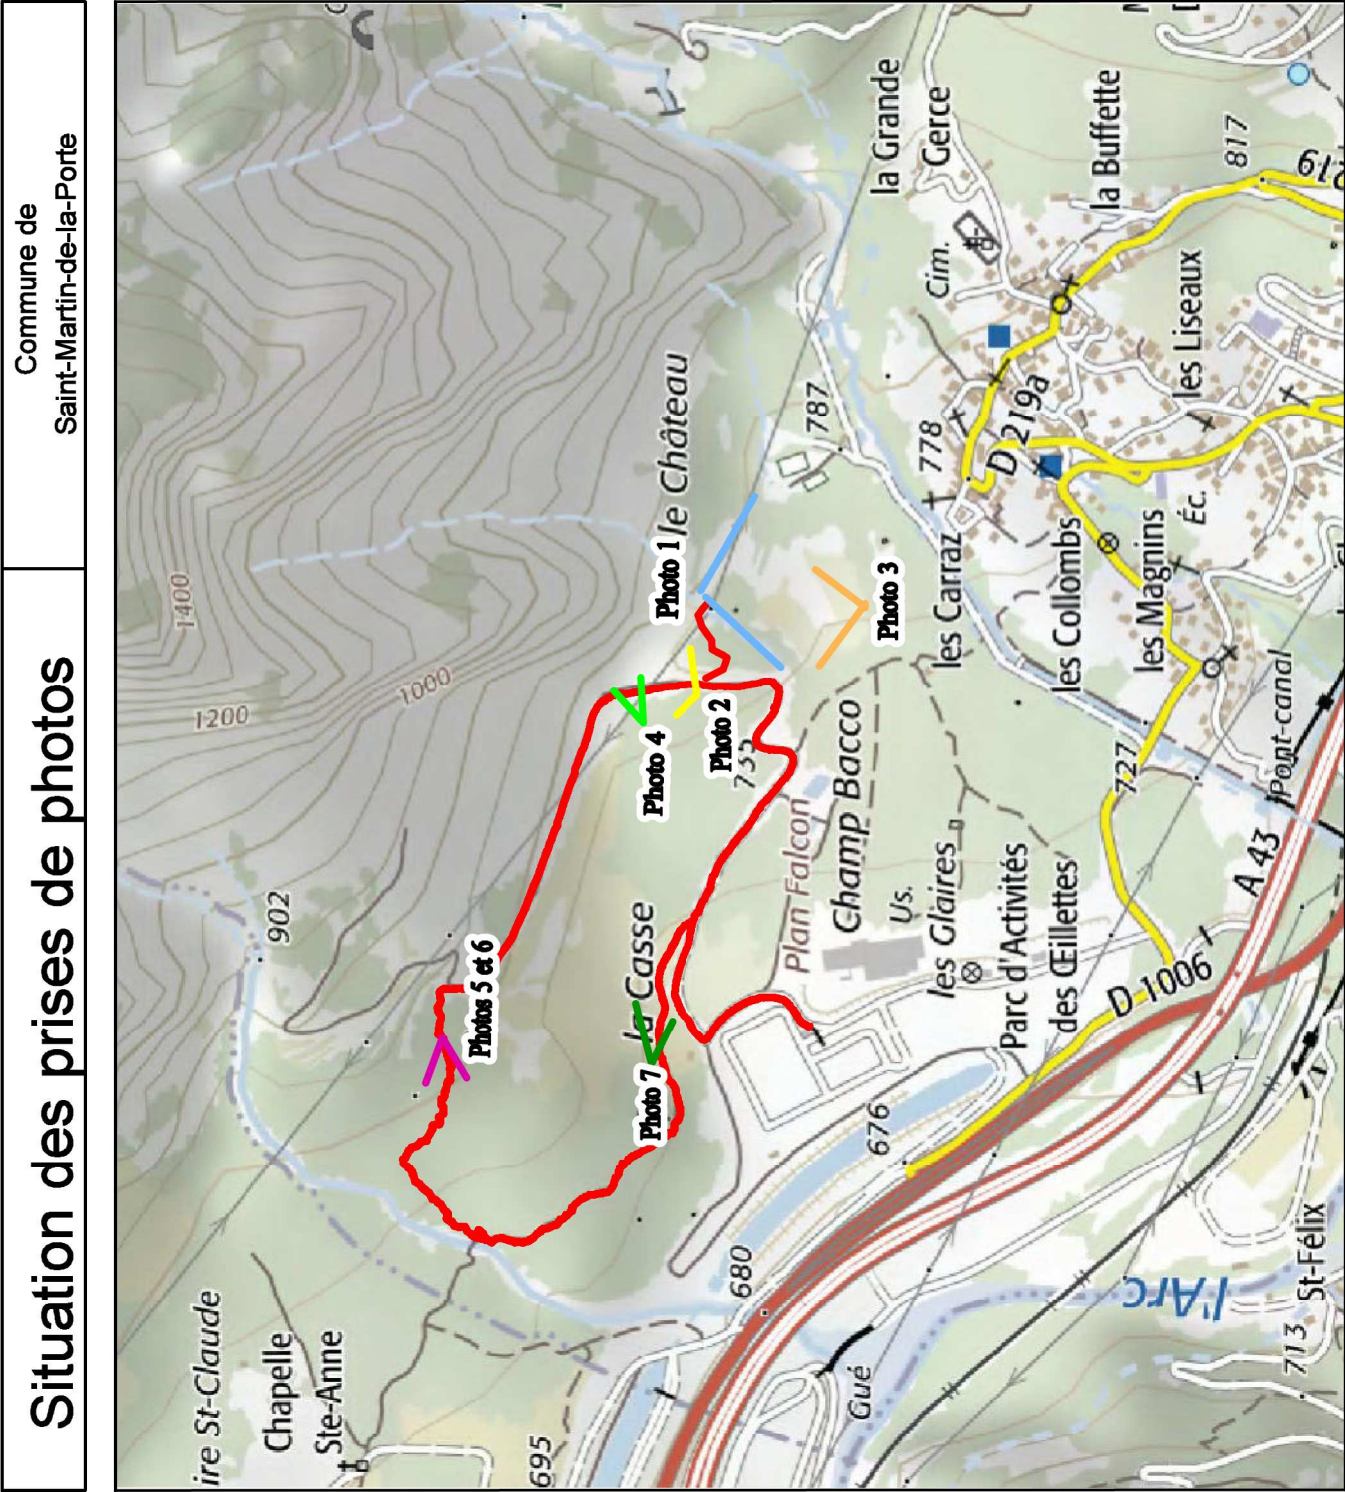 Situation des prises de photos
Commune de
Saint-Martin-de-la-Porte
1400
1200
1000
902
ire St-Claude
Chapelle
Ste-Anne
695
680
676
Photos 5 et 6
la Casse
Photo 7
Photo 4
Photo 2
Photo 1
le Château
Photo 3
787
778
la Grande
Gerce
Cim.
la Buffette
817
219
les Liseaux
D 219a
les Carraz
les Collombs
les Magnins
Éc.
Plan Falcon
Champ Bacco
Us.
les Glaires
Parc d'Activités
des Œillettes
727
D 1006
A 43
Pont-canal
l'Arc
Gué
St-Félix
713